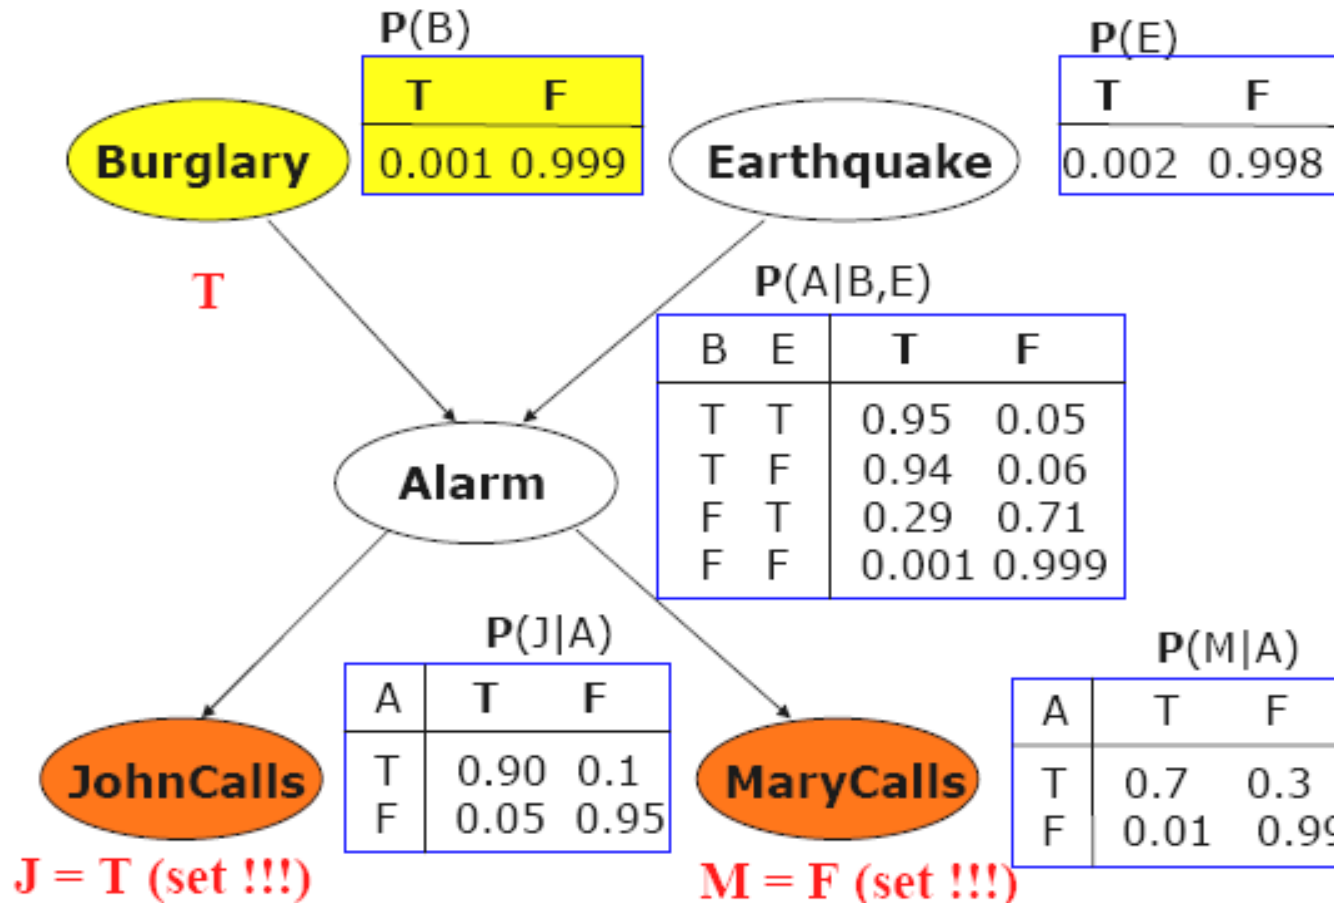 P(B)
T F
0.001 0.999
Burglary
T
P(E)
T F
0.002 0.998
Earthquake
P(A|B,E)
B E T F
T T 0.95 0.05
T F 0.94 0.06
F T 0.29 0.71
F F 0.001 0.999
Alarm
P(J|A)
A T F
T 0.90 0.1
F 0.05 0.95
JohnCalls
J = T (set !!!)
P(M|A)
A T F
T 0.7 0.3
F 0.01 0.99
MaryCalls
M = F (set !!!)